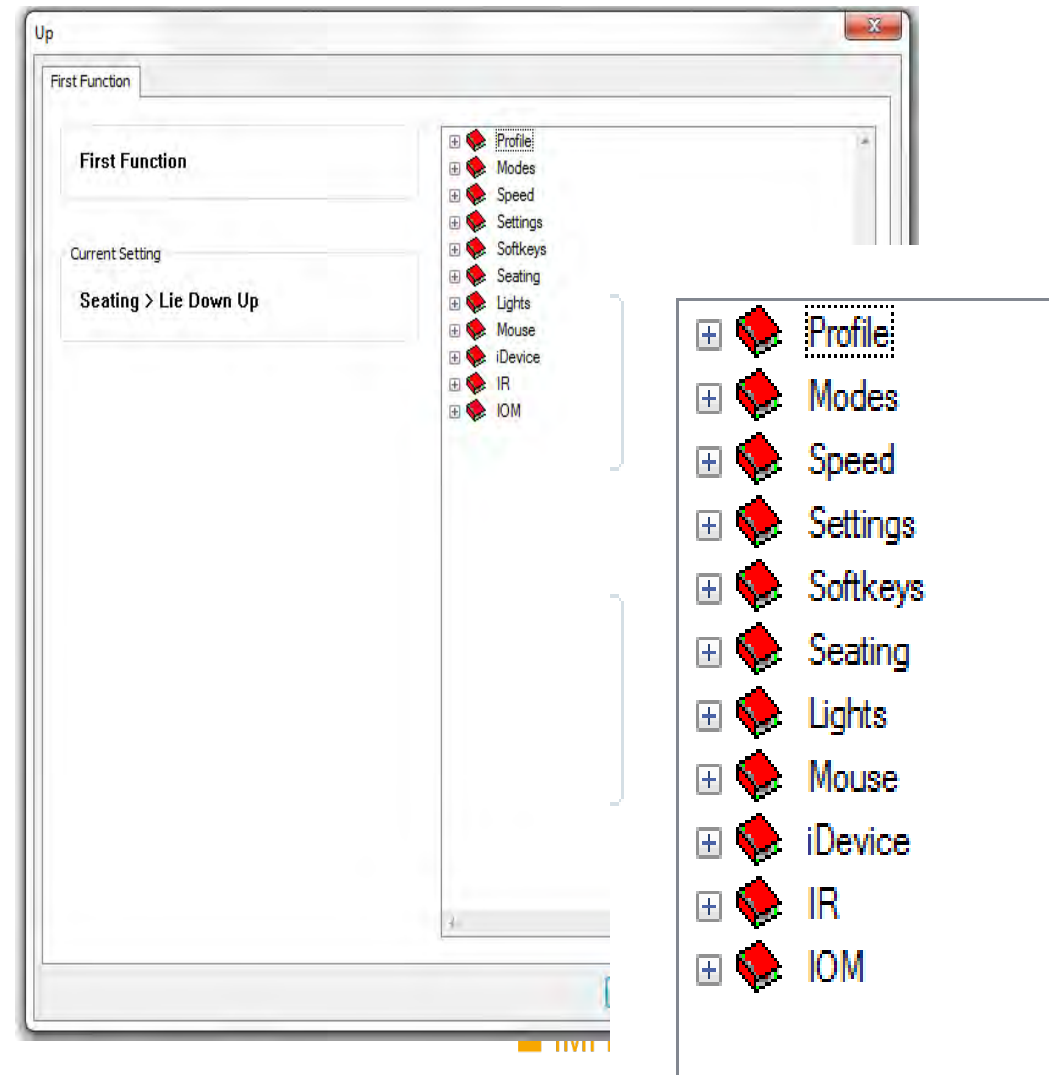 Up
x
First Function
First Function
Current Setting
Seating > Lie Down Up
Profile
Modes
Speed
Settings
Softkeys
Seating
Lights
Mouse
iDevice
IR
IOM
Profile
Modes
Speed
Settings
Softkeys
Seating
Lights
Mouse
iDevice
IR
IOM